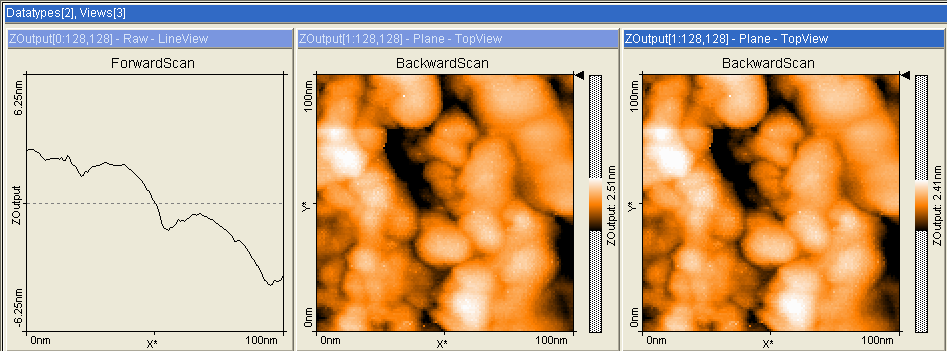 Datatypes[2], Views[3]
ZOutput[0:128,128] - Raw - LineView
ForwardScan
6.25nm
ZOutput
-6.25nm
0nm
X*
100nm
ZOutput[1:128,128] - Plane - TopView
BackwardScan
100nm
Y*
0nm
0nm
X*
100nm
ZOutput: 2.51nm
ZOutput[1:128,128] - Plane - TopView
BackwardScan
100nm
Y*
0nm
0nm
X*
100nm
ZOutput: 2.41nm